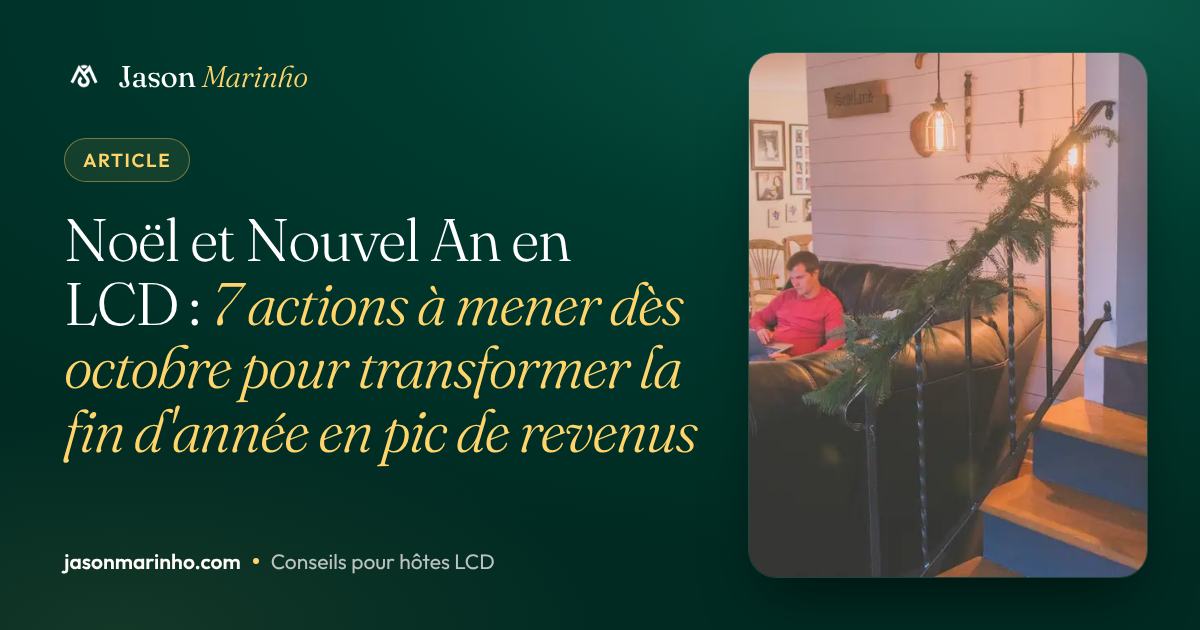 Jason Marinho
ARTICLE
Noël et Nouvel An en
LCD : 7 actions à mener dès
octobre pour transformer la
fin d'année en pic de revenus
jasonmarinho.com • Conseils pour hôtes LCD